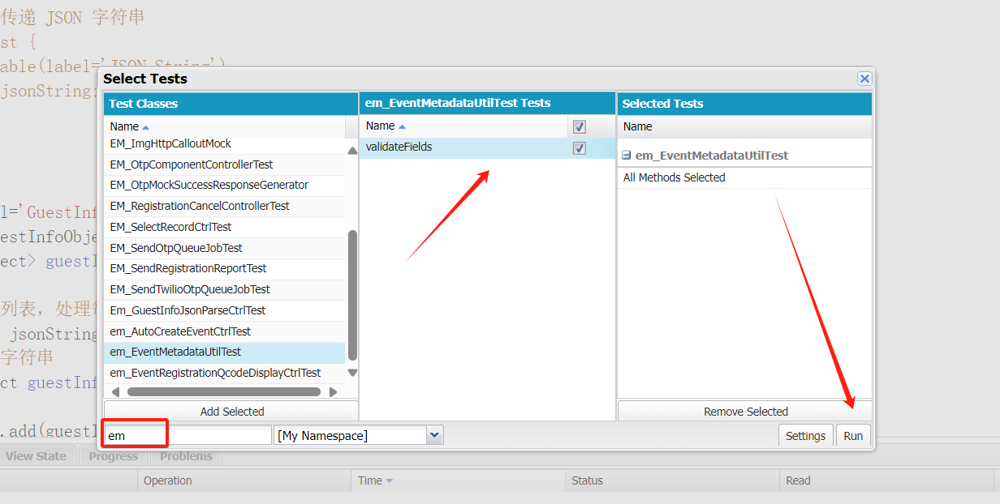 传递 JSON 字符串
st {
able(label='JSON String')
jsonString;
Select Tests
Test Classes
Name
EM_ImgHttpCalloutMock
EM_OtpComponentControllerTest
EM_OtpMockSuccessResponseGenerator
EM_RegistrationCancelControllerTest
EM_SelectRecordCtrlTest
EM_SendOtpQueueJobTest
EM_SendRegistrationReportTest
EM_SendTwilioOtpQueueJobTest
Em_GuestInfoJsonParseCtrlTest
em_AutoCreateEventCtrlTest
em_EventMetadataUtilTest
em_EventRegistrationQcodeDisplayCtrlTest
Add Selected
em_EventMetadataUtilTest Tests
Name
validateFields
Selected Tests
Name
em_EventMetadataUtilTest
All Methods Selected
Remove Selected
em
[My Namespace]
Settings
Run
l='GuestInf
estInfoObje
ect> guestI
列表，处理
jsonString
字符串
ct guestInf
.add(guestI
View State
Progress
Problems
Operation
Time
Status
Read